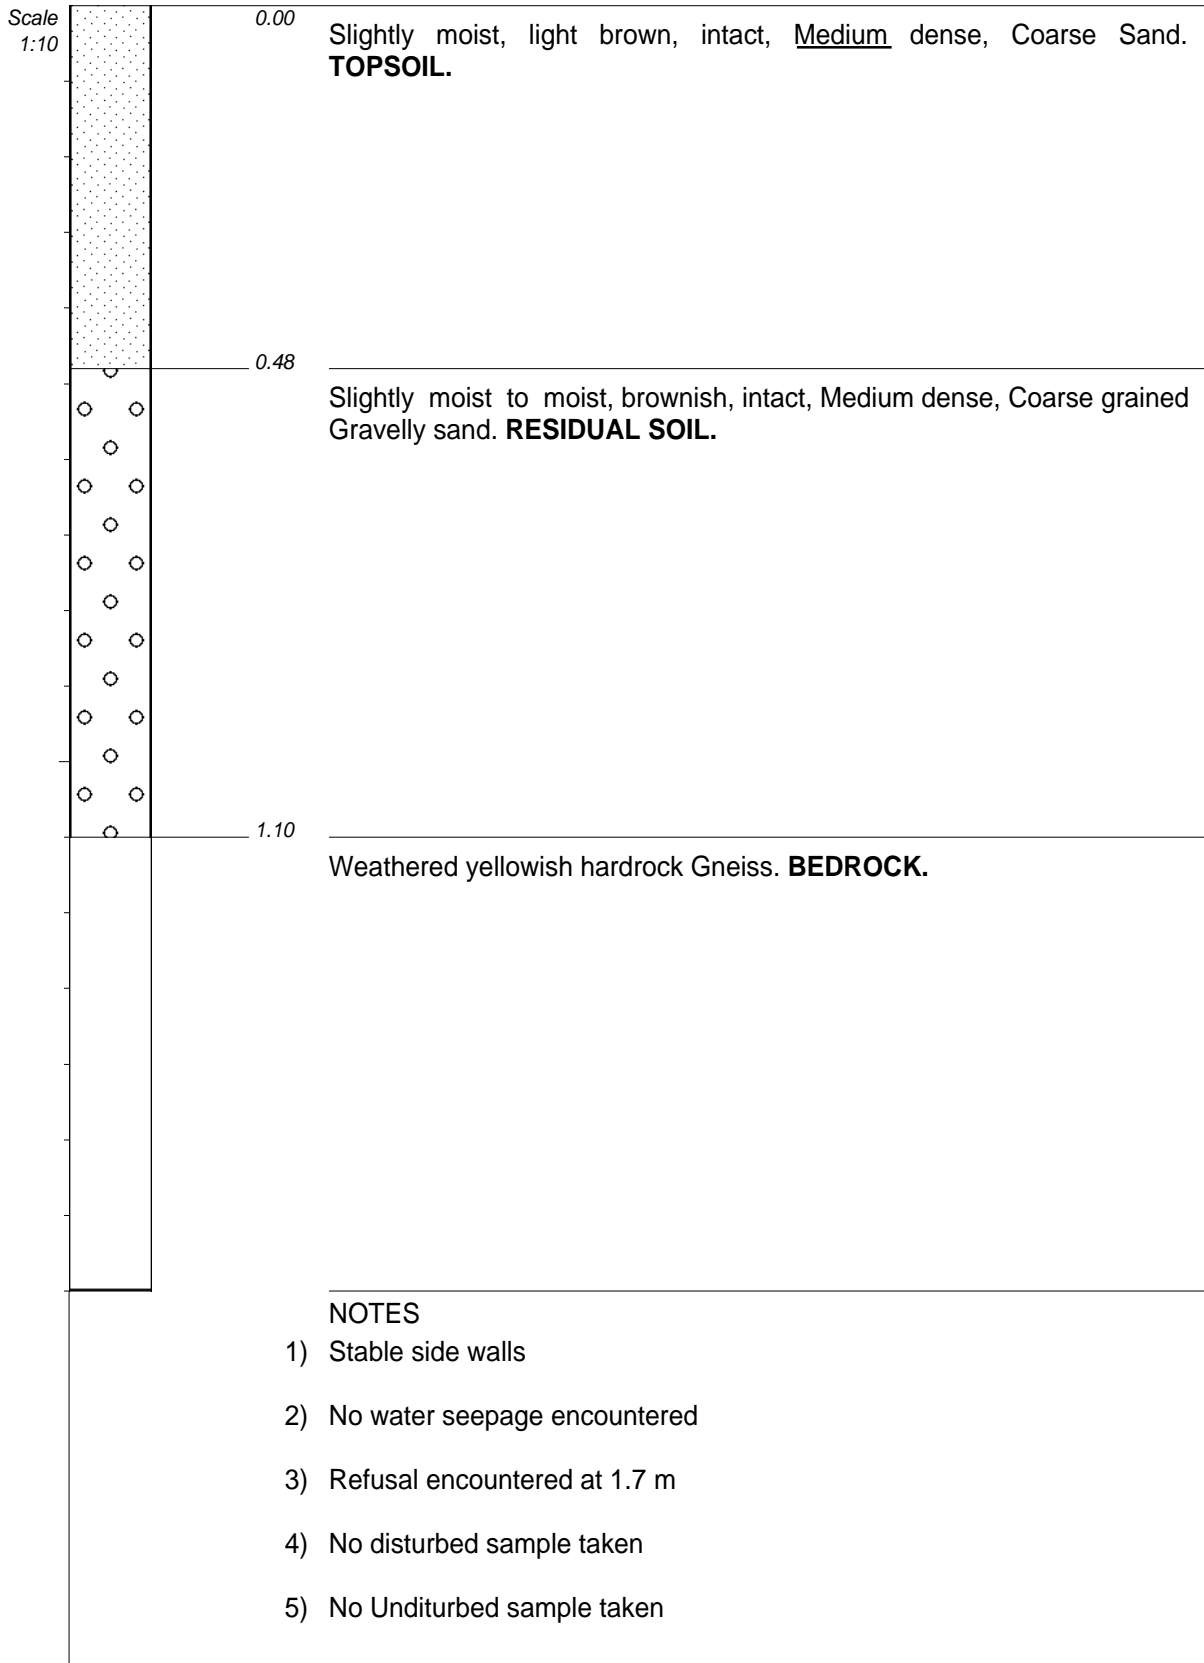 Scale
1:10
0.00
Slightly moist, light brown, intact, Medium dense, Coarse Sand.
TOPSOIL.
0.48
Slightly moist to moist, brownish, intact, Medium dense, Coarse grained
Gravelly sand. RESIDUAL SOIL.
1.10
Weathered yellowish hardrock Gneiss. BEDROCK.
NOTES
1) Stable side walls
2) No water seepage encountered
3) Refusal encountered at 1.7 m
4) No disturbed sample taken
5) No Unditurbed sample taken